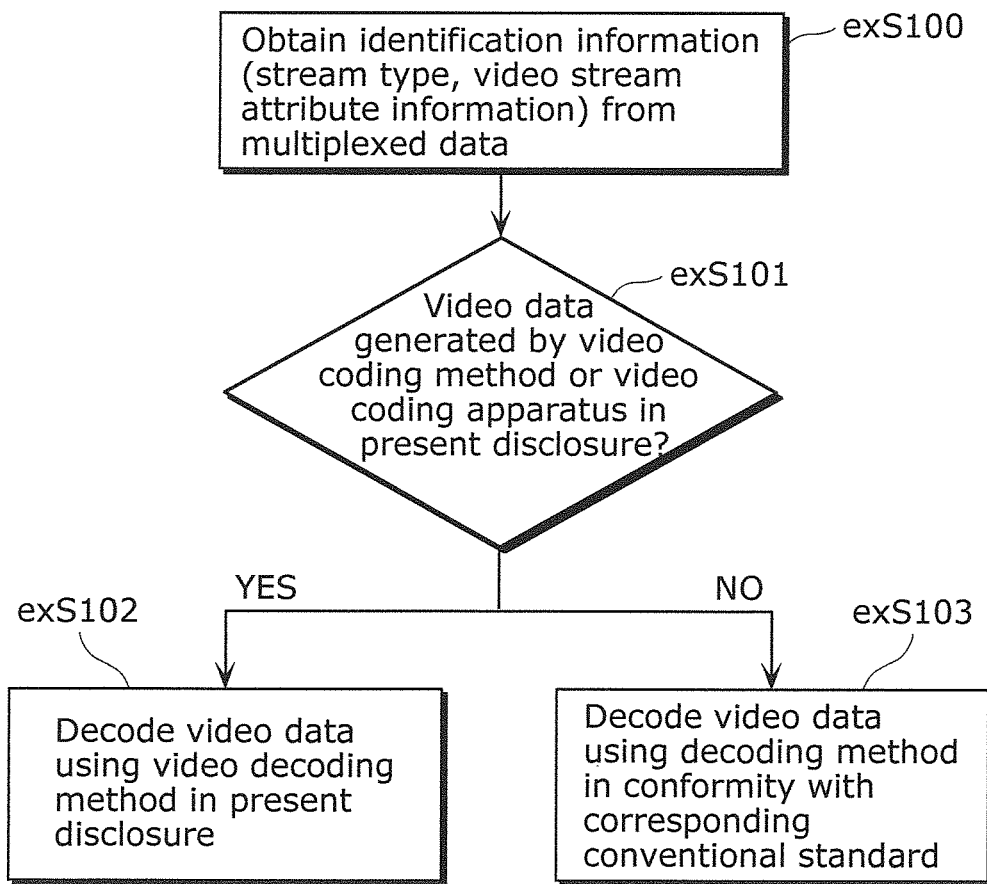 exS100
Obtain identification information
(stream type, video stream
attribute information) from
multiplexed data
exS101
Video data
generated by video
coding method or video
coding apparatus in
present disclosure?
YES
NO
exS102
exS103
Decode video data
using video decoding
method in present
disclosure
Decode video data
using decoding method
in conformity with
corresponding
conventional standard